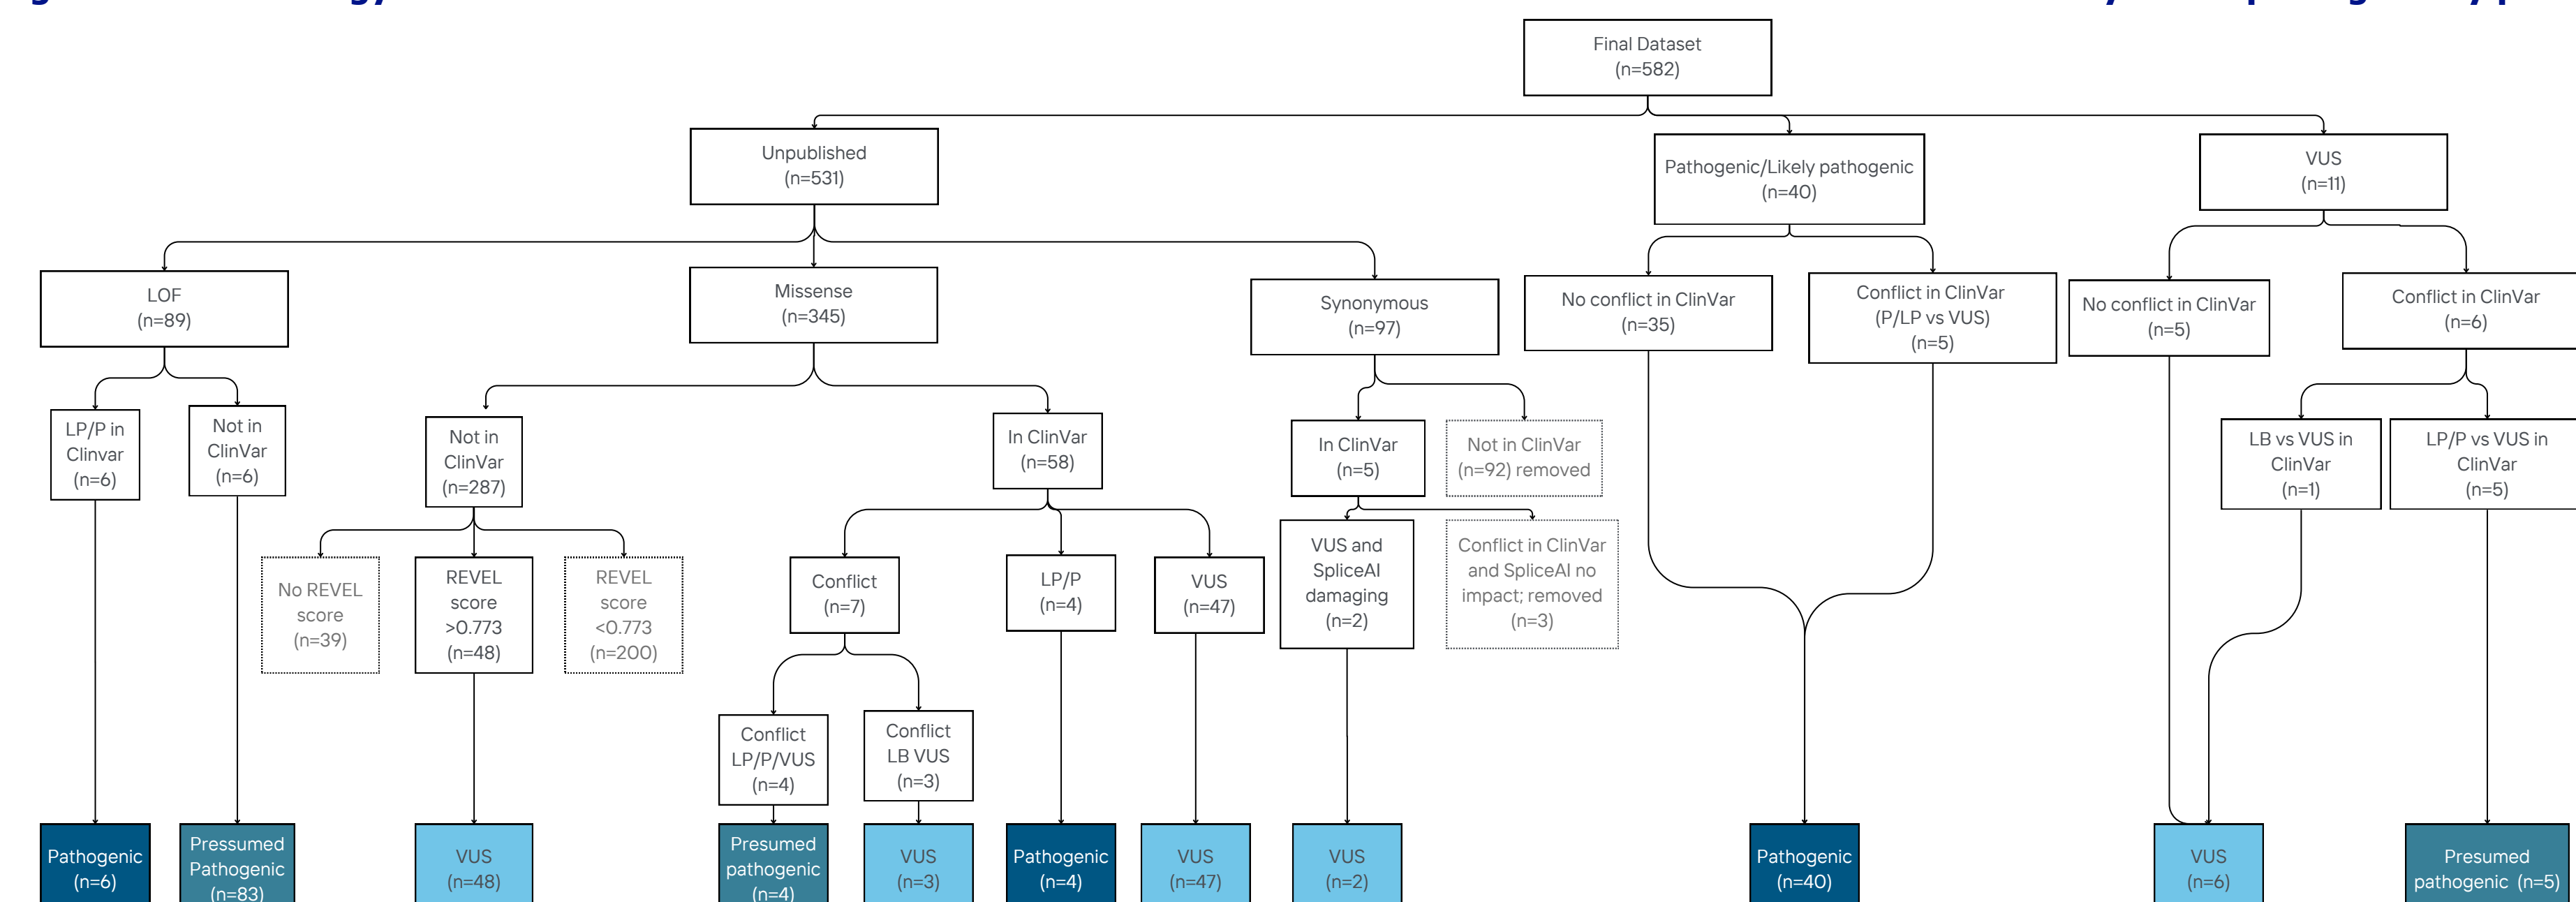 Final Dataset
(n=582)
Unpublished
(n=531)
Pathogenic/Likely pathogenic
(n=40)
VUS
(n=11)
LOF
(n=89)
Missense
(n=345)
Synonymous
(n=97)
No conflict in ClinVar
(n=35)
Conflict in ClinVar
(P/LP vs VUS)
(n=5)
No conflict in ClinVar
(n=5)
Conflict in ClinVar
(n=6)
LP/P in
Clinvar
(n=6)
Not in
ClinVar
(n=6)
Not in
ClinVar
(n=287)
In ClinVar
(n=58)
In ClinVar
(n=5)
Not in ClinVar
(n=92) removed
LB vs VUS in
ClinVar
(n=1)
LP/P vs VUS in
ClinVar
(n=5)
No REVEL
score
(n=39)
REVEL
score
>0.773
(n=48)
REVEL
score
<0.773
(n=200)
Conflict
(n=7)
LP/P
(n=4)
VUS
(n=47)
VUS and
SpliceAI
damaging
(n=2)
Conflict in ClinVar
and SpliceAI no
impact; removed
(n=3)
Conflict
LP/P/VUS
(n=4)
Conflict
LB VUS
(n=3)
Pathogenic
(n=6)
Pressumed
Pathogenic
(n=83)
VUS
(n=48)
Presumed
pathogenic
(n=4)
VUS
(n=3)
Pathogenic
(n=4)
VUS
(n=47)
VUS
(n=2)
Pathogenic
(n=40)
VUS
(n=6)
Presumed
pathogenic (n=5)